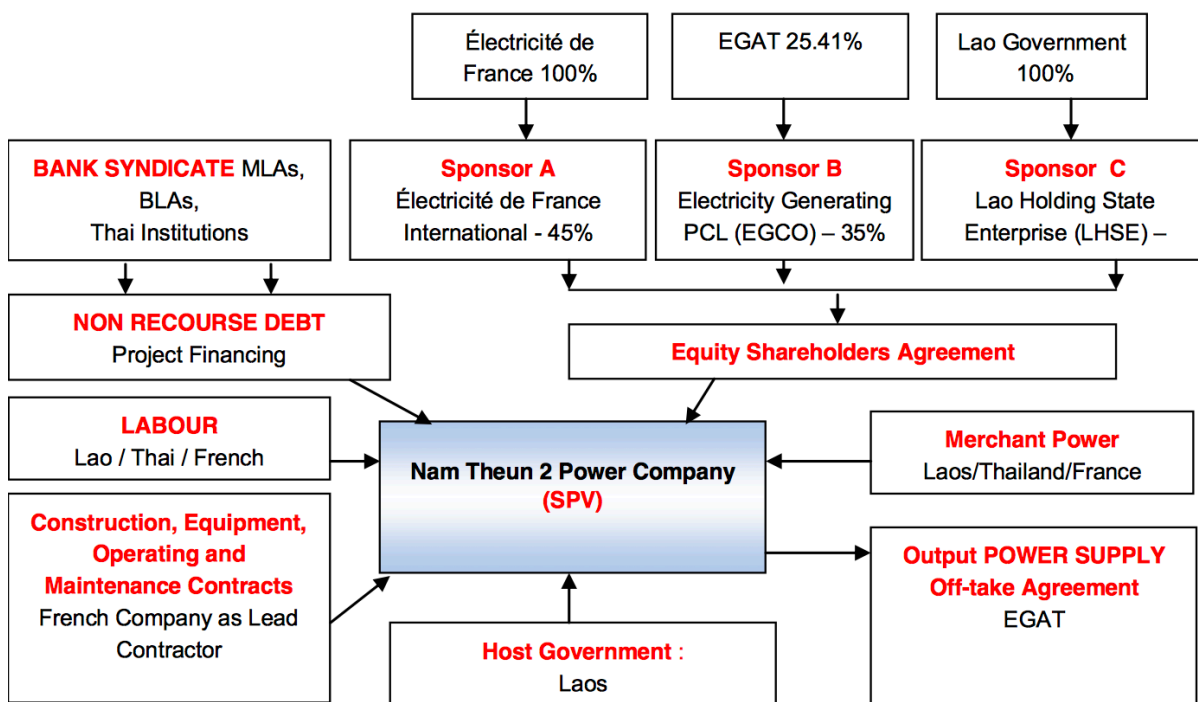 Électricité de
France 100%
EGAT 25.41%
Lao Government
100%
BANK SYNDICATE MLAs,
BLAs,
Thai Institutions
Sponsor A
Électricité de France
International - 45%
Sponsor B
Electricity Generating
PCL (EGCO) – 35%
Sponsor C
Lao Holding State
Enterprise (LHSE) –
NON RECOURSE DEBT
Project Financing
Equity Shareholders Agreement
LABOUR
Lao / Thai / French
Nam Theun 2 Power Company
(SPV)
Merchant Power
Laos/Thailand/France
Construction, Equipment,
Operating and
Maintenance Contracts
French Company as Lead
Contractor
Host Government :
Laos
Output POWER SUPPLY
Off-take Agreement
EGAT